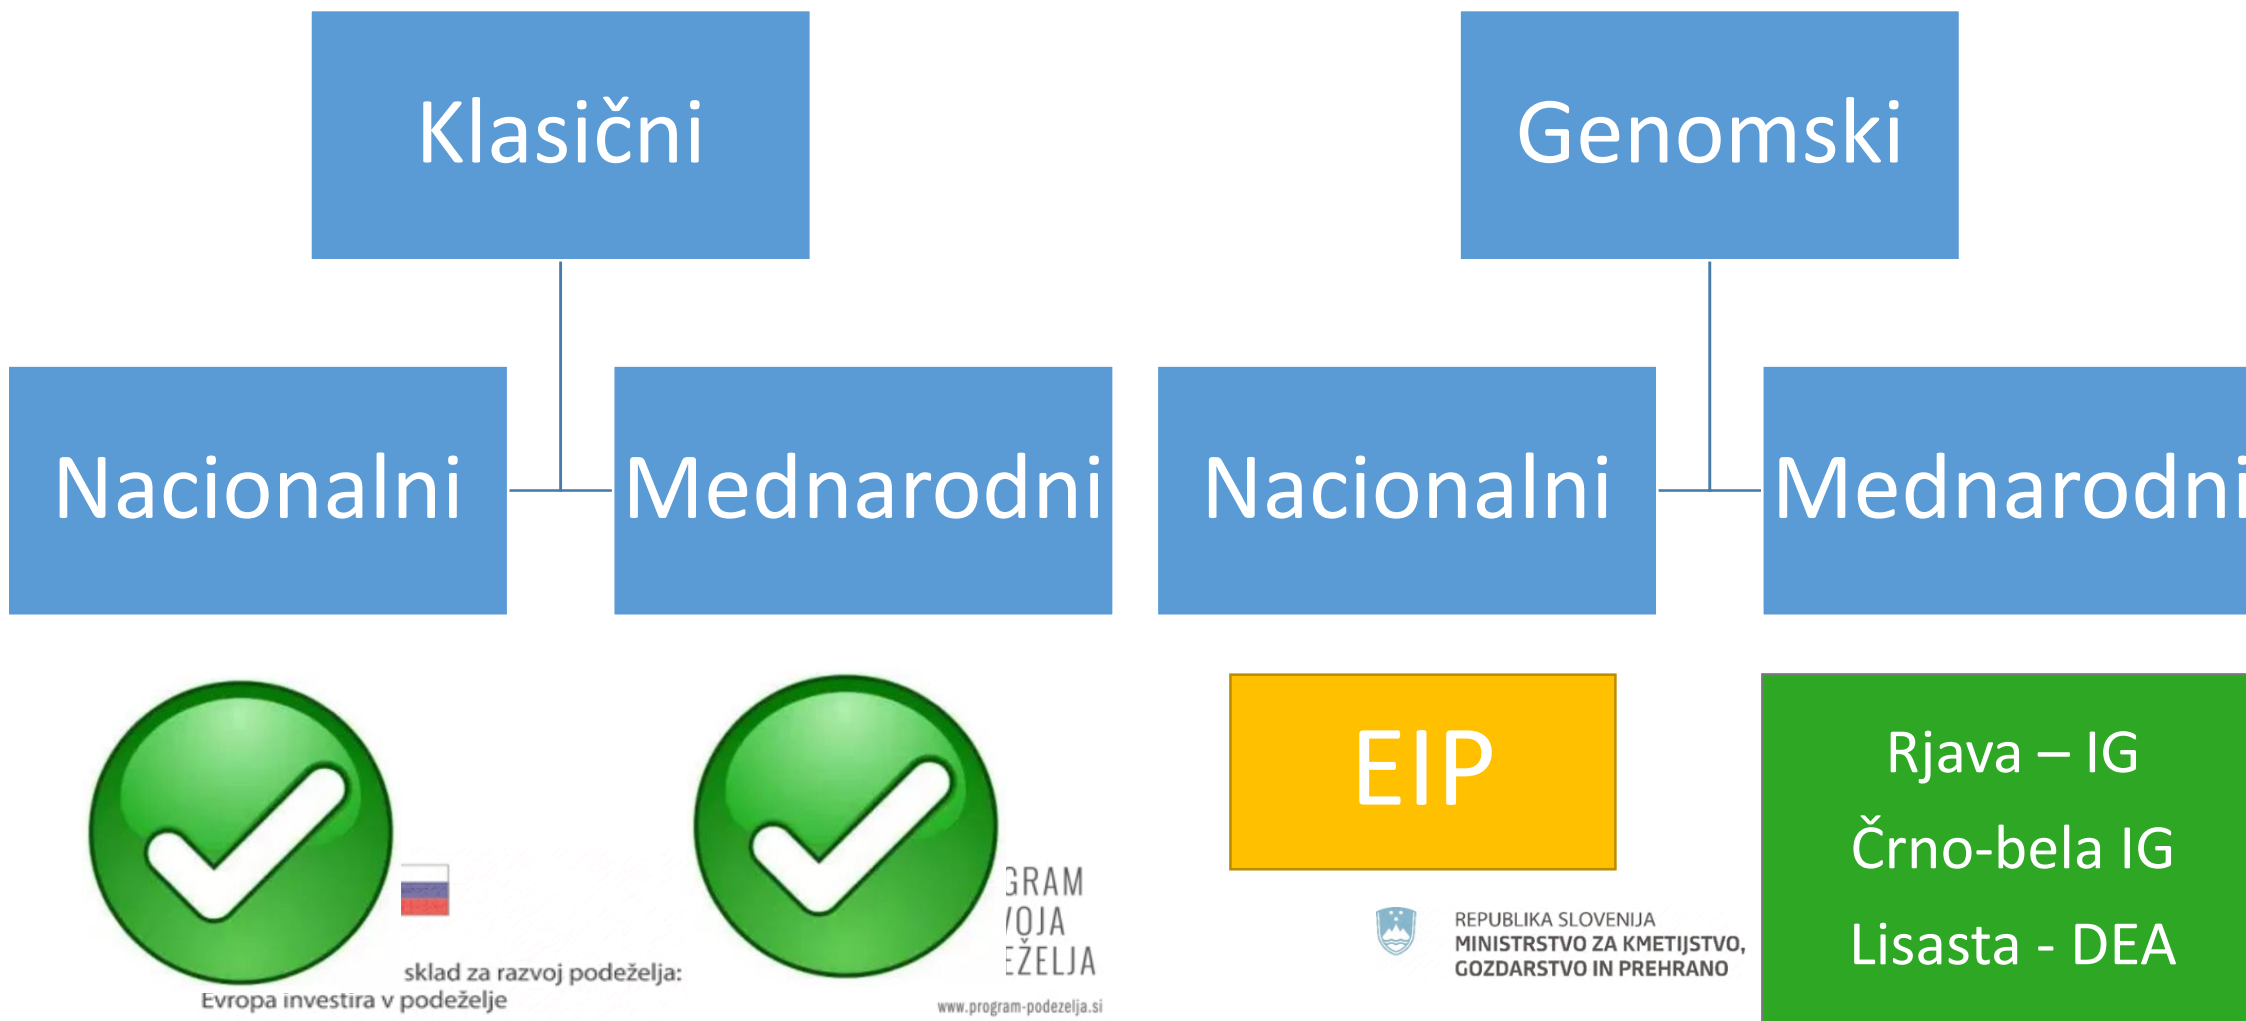 Klasični
Genomski
Nacionalni
Mednarodni
Nacionalni
Mednarodni
EIP
Rjava – IG
Črno-bela IG
Lisasta - DEA
sklad za razvoj podeželja:
Evropa investira v podeželje
www.program-podezelja.si
REPUBLIKA SLOVENIJA
MINISTRSTVO ZA KMETIJSTVO,
GOZDARSTVO IN PREHRANO